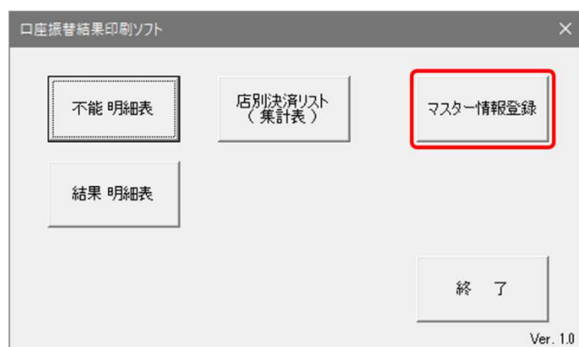 口座振替結果印刷ソフト
不能 明細表
店別決済リスト
( 集計表 )
マスター情報登録
結果 明細表
終 了
Ver. 1.0